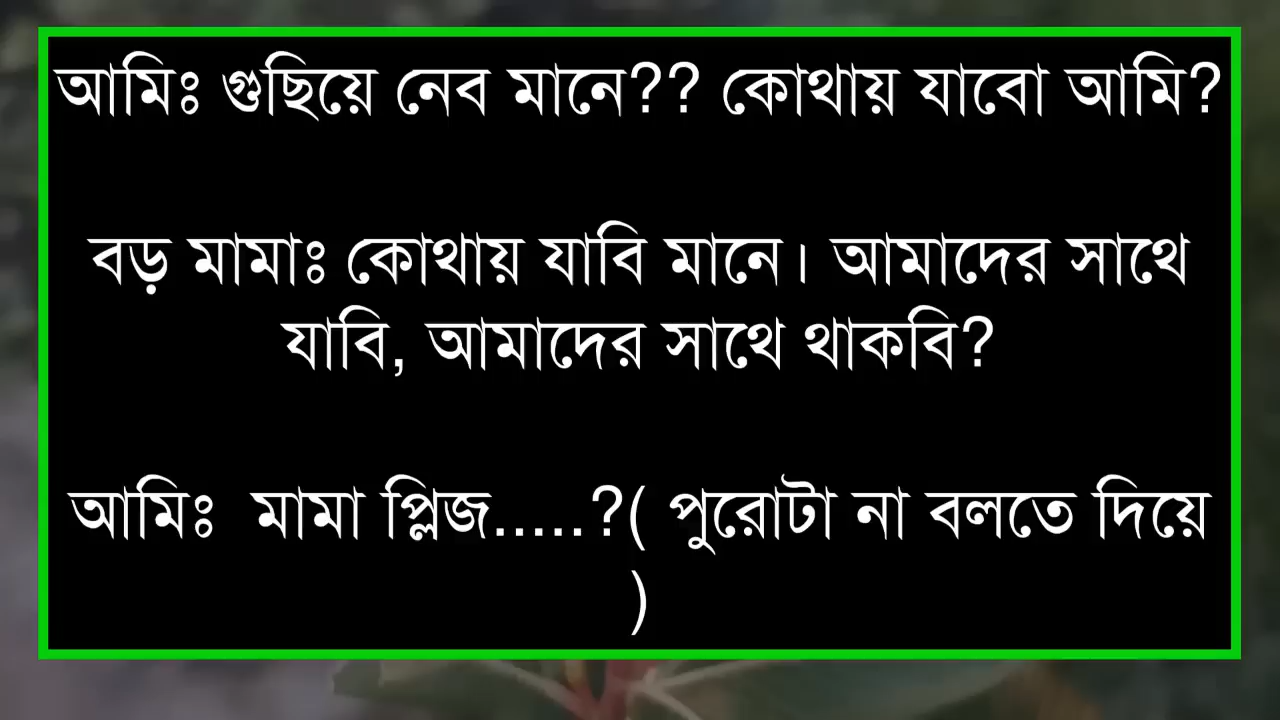 আমিঃ গুছিয়ে নেব মানে?? কোথায় যাবো আমি?
বড় মামাঃ কোথায় যাবি মানে। আমাদের সাথে
যাবি, আমাদের সাথে থাকবি?
আমিঃ  মামা প্লিজ.....?( পুরোটা না বলতে দিয়ে
)